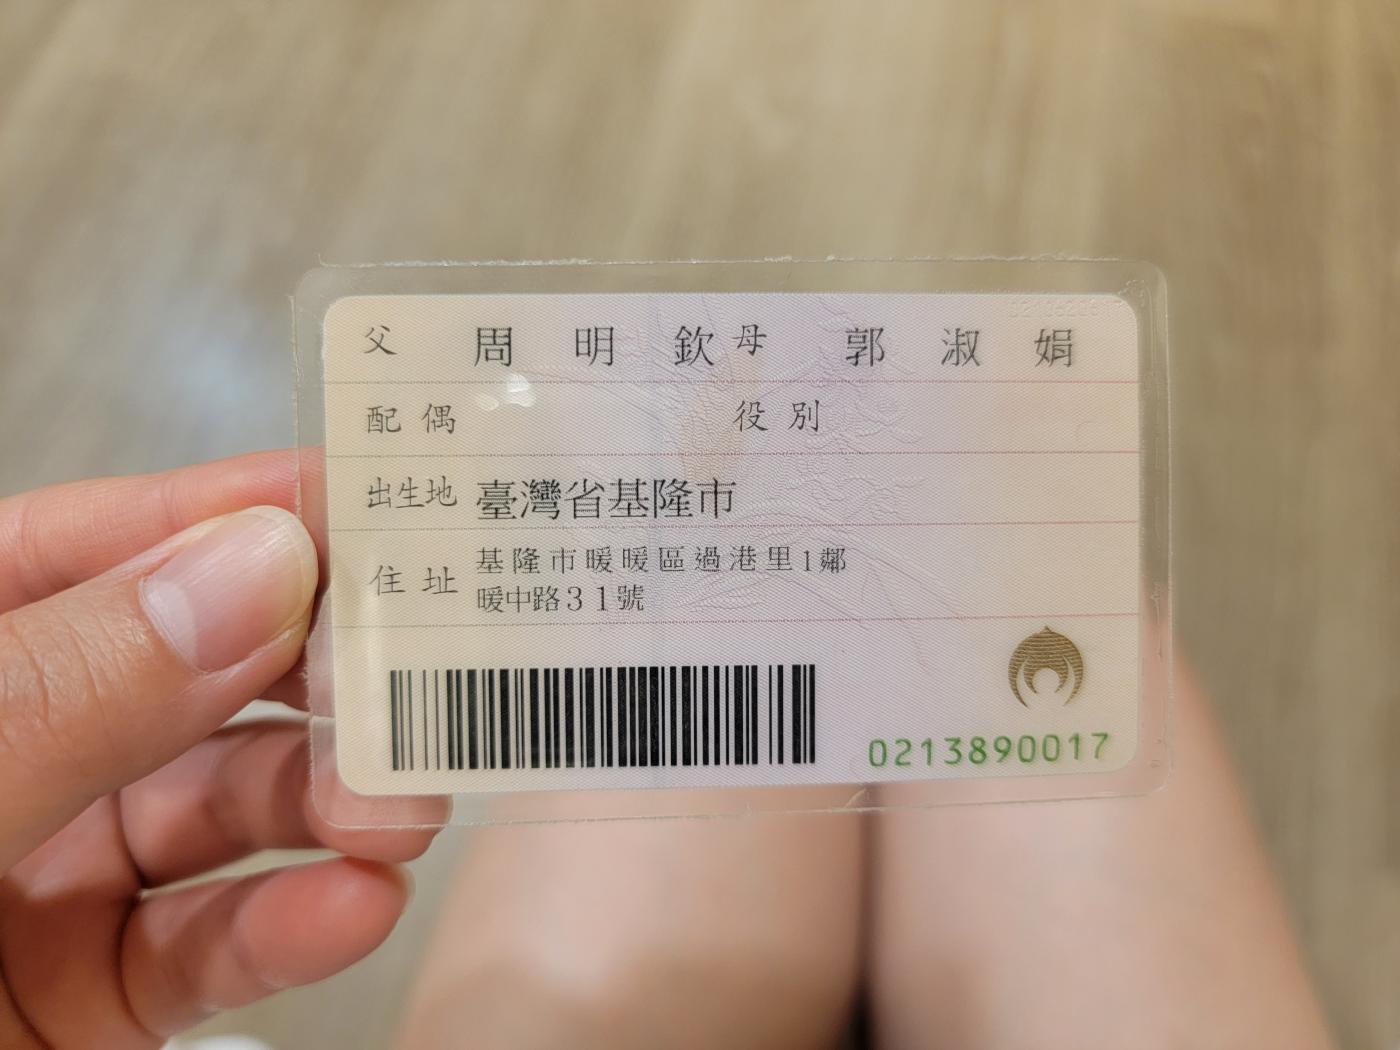 父 周明欽 母 郭淑娟
配偶 役別
出生地 臺灣省基隆市
住址 基隆市暖暖區過港里1鄰
暖中路31號
0213890017